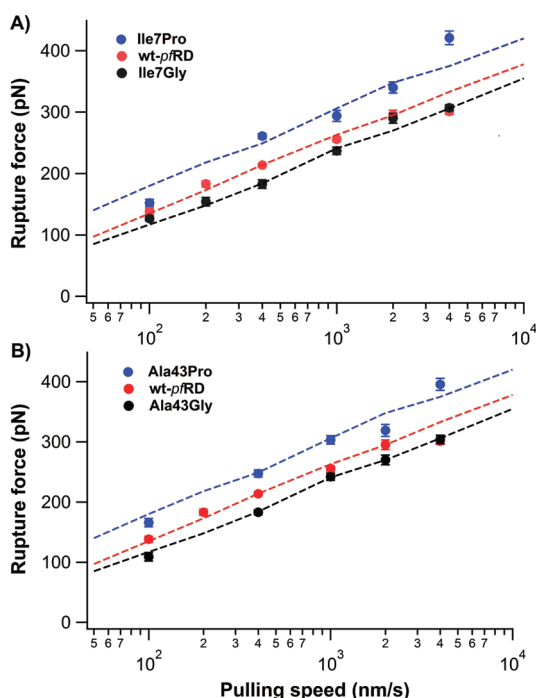 A)
Ile7Pro
wt-pfRD
Ile7Gly
Rupture force (pN)
400
300
200
100
0
5 6 7 10² 2 3 4 5 6 7 10³ 2 3 4 5 6 7 10⁴
B)
Ala43Pro
wt-pfRD
Ala43Gly
Rupture force (pN)
400
300
200
100
0
5 6 7 10² 2 3 4 5 6 7 10³ 2 3 4 5 6 7 10⁴
Pulling speed (nm/s)